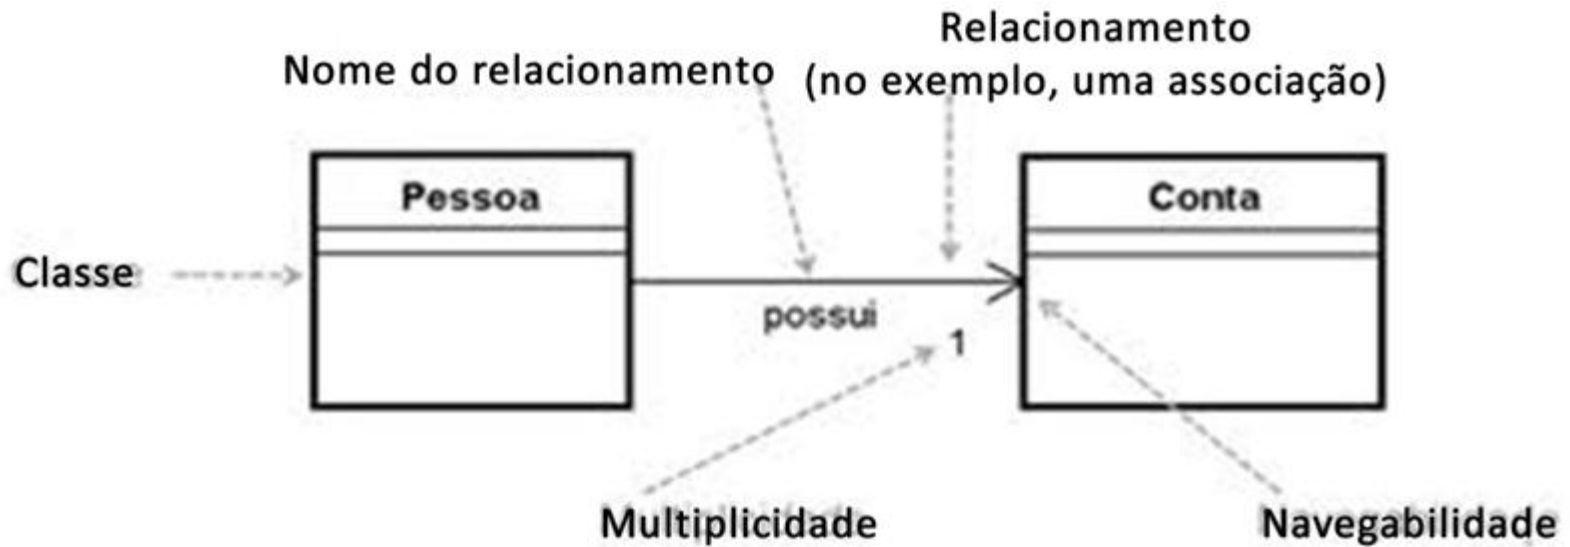 Relacionamento
Nome do relacionamento
(no exemplo, uma associação)
Pessoa
Conta
Classe
possui
1
Multiplicidade
Navegabilidade